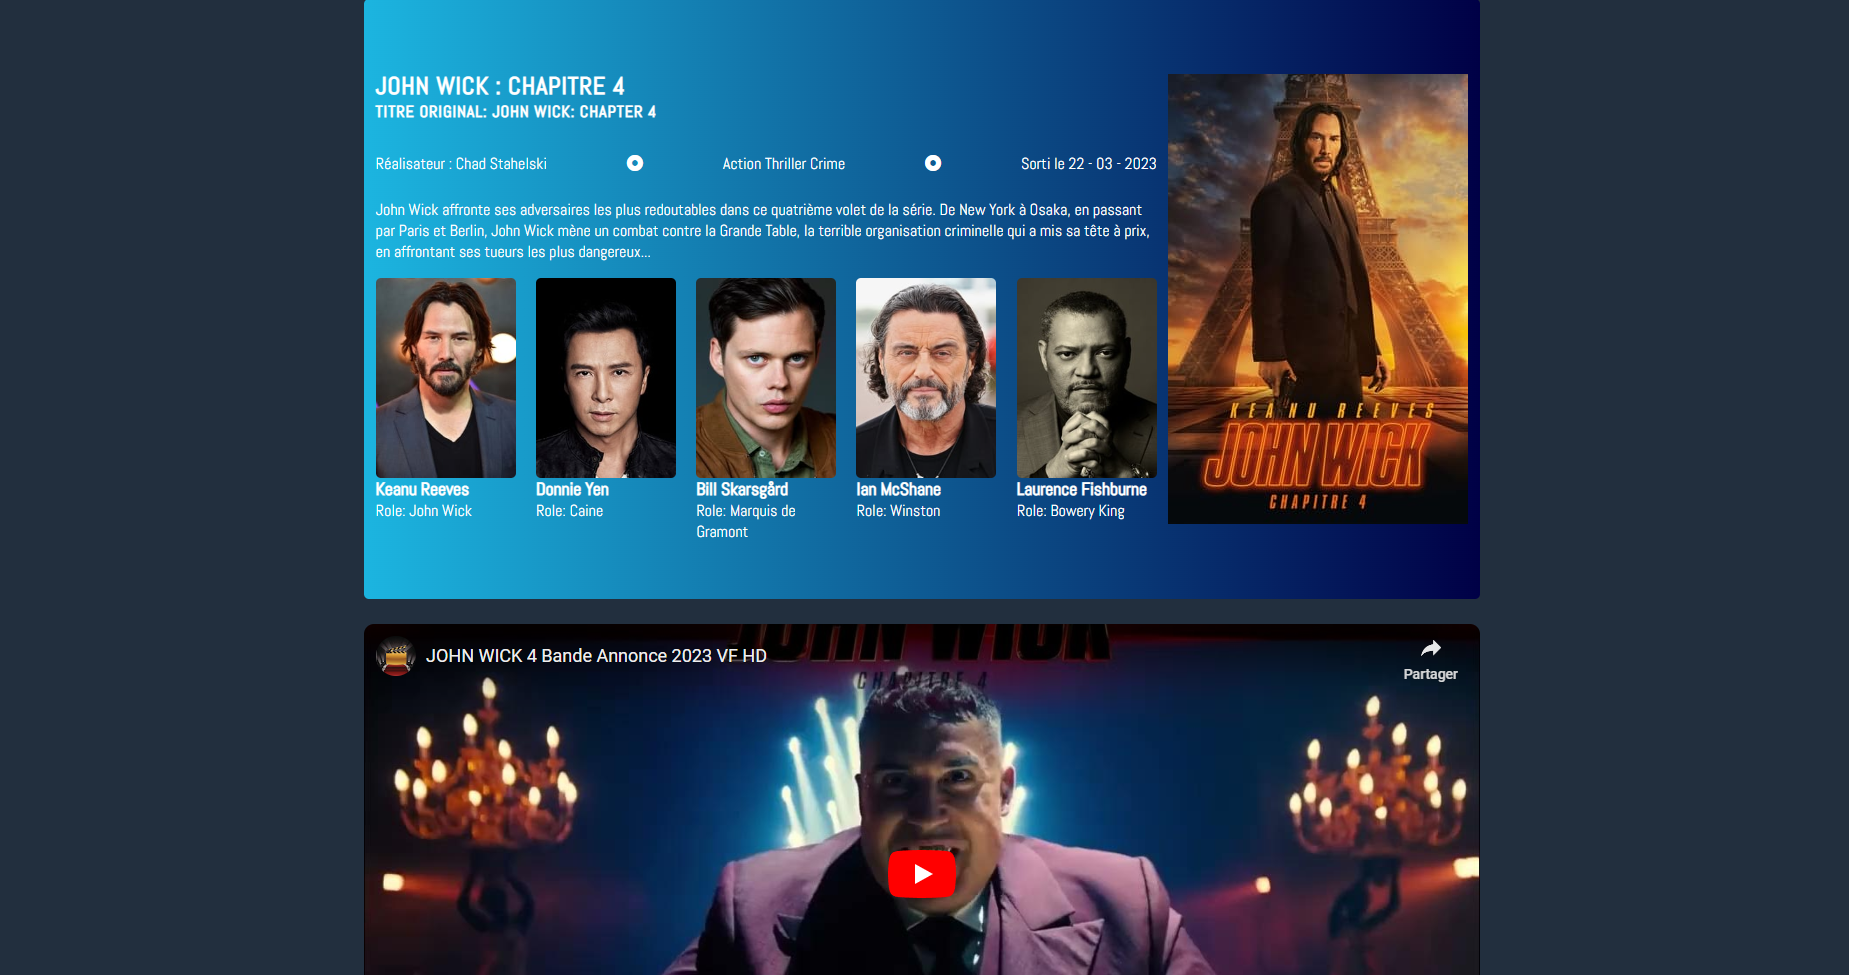 JOHN WICK : CHAPITRE 4
TITRE ORIGINAL: JOHN WICK: CHAPTER 4
Réalisateur : Chad Stahelski
Action Thriller Crime
Sorti le 22 - 03 - 2023
John Wick affronte ses adversaires les plus redoutables dans ce quatrième volet de la série. De New York à Osaka, en passant
par Paris et Berlin, John Wick mène un combat contre la Grande Table, la terrible organisation criminelle qui a mis sa tête à prix,
en affrontant ses tueurs les plus dangereux...
Keanu Reeves
Role: John Wick
Donnie Yen
Role: Caine
Bill Skarsgård
Role: Marquis de
Gramont
Ian McShane
Role: Winston
Laurence Fishburne
Role: Bowery King
KEANU REEVES
JOHN WICK
CHAPITRE 4
JOHN WICK
CHAPITRE 4
JOHN WICK 4 Bande Annonce 2023 VF HD
Partager